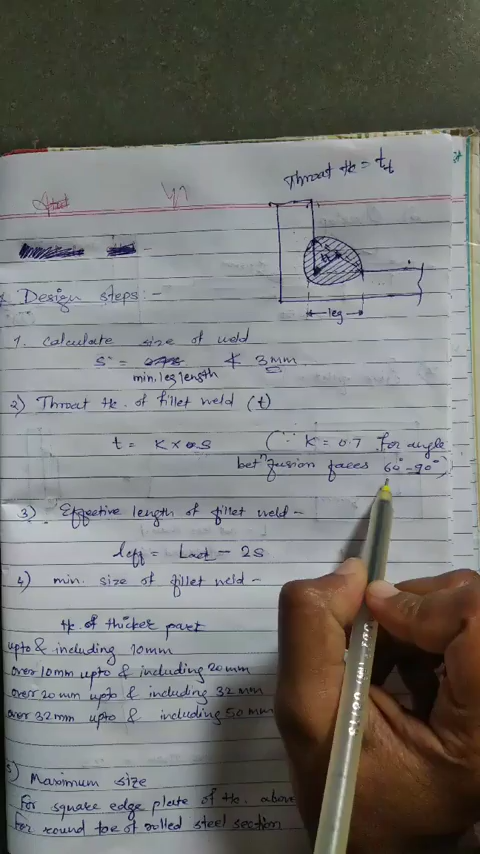 Throat tk = tt
tt
leg
Design steps:-
1. Calculate size of weld
S = ≮ 3mm
min. leg length
2) Throat tk. of fillet weld (t)
t = K x S (∵ K = 0.7 for angle
betn fusion faces 60° - 90°)
3) Effective length of fillet weld -
leff = Lact - 2S
4) min. size of fillet weld -
tk. of thicker part
upto & including 10mm
over 10mm upto & including 20mm
over 20mm upto & including 32 mm
over 32mm upto & including 50mm
5) Maximum size
For square edge plate of tk. above
For round toe of rolled steel section